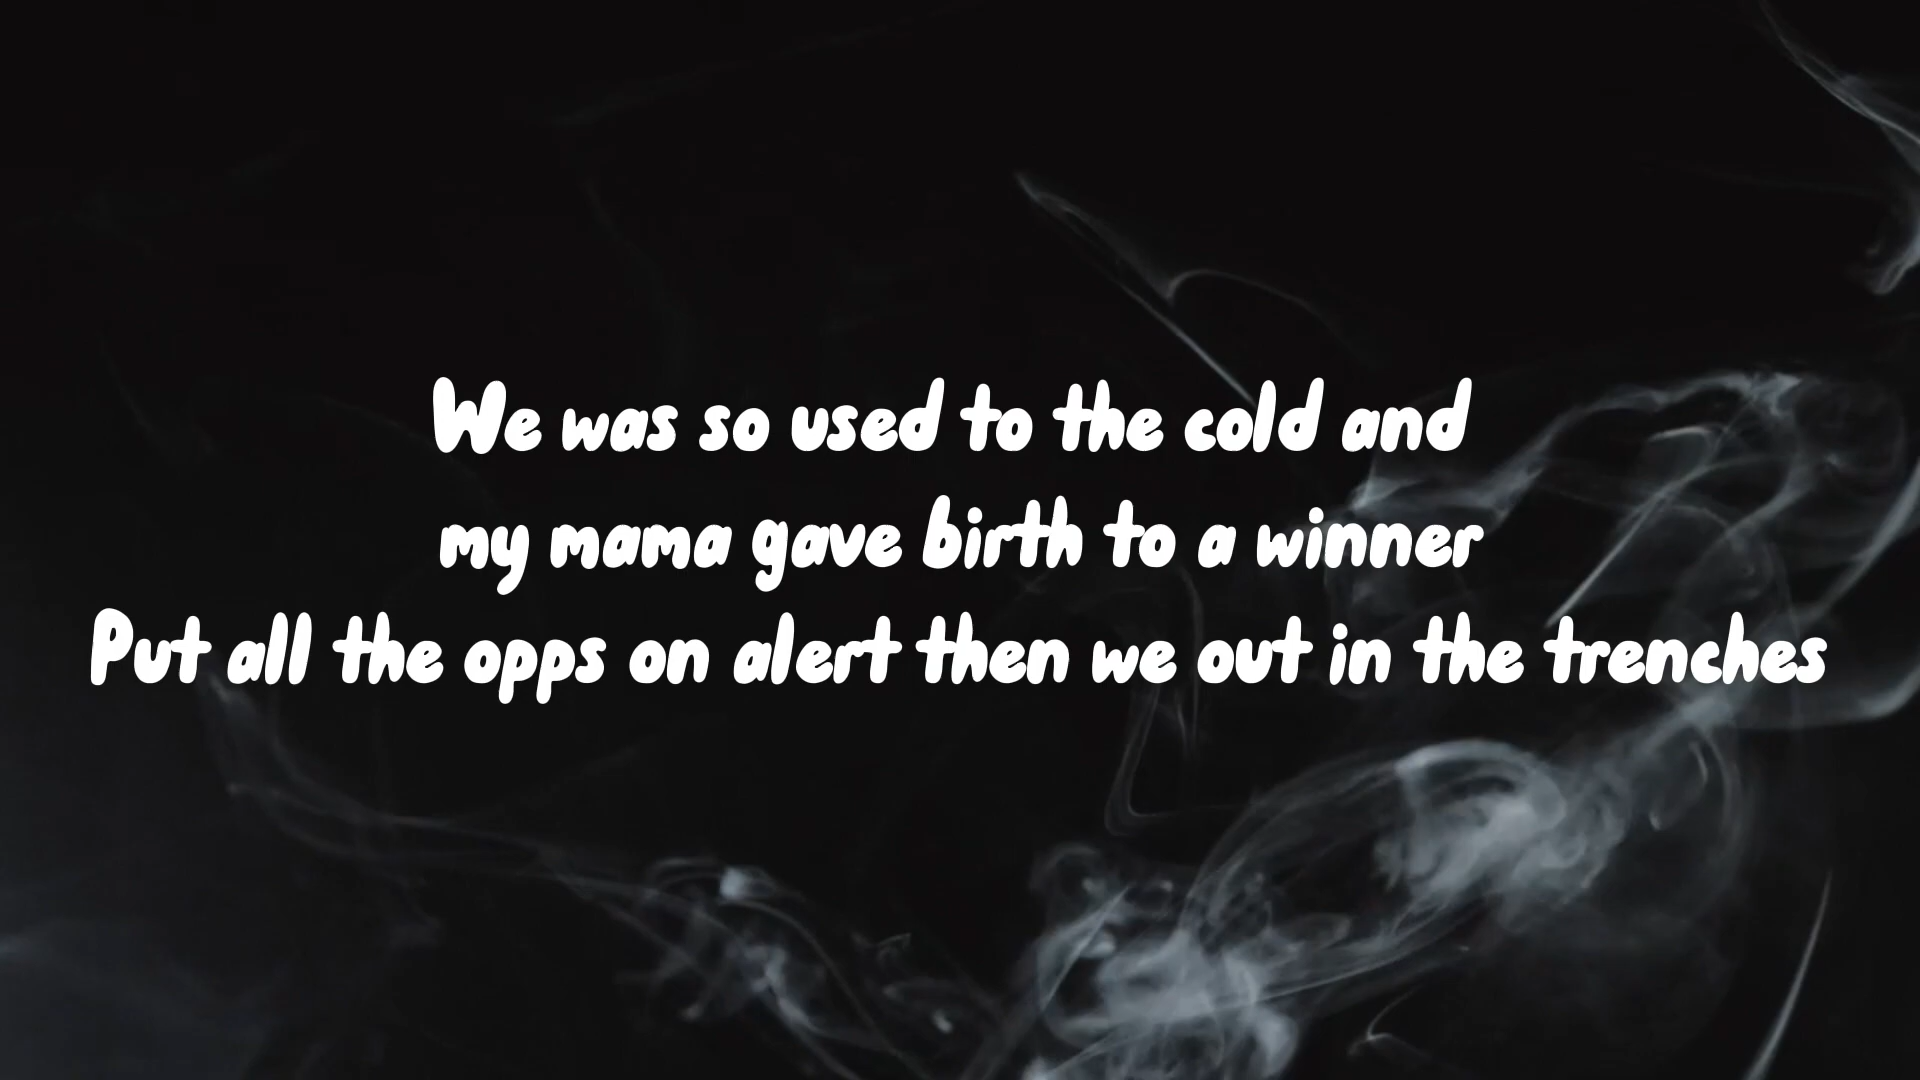 We was so used to the cold and
my mama gave birth to a winner
Put all the opps on alert then we out in the trenches